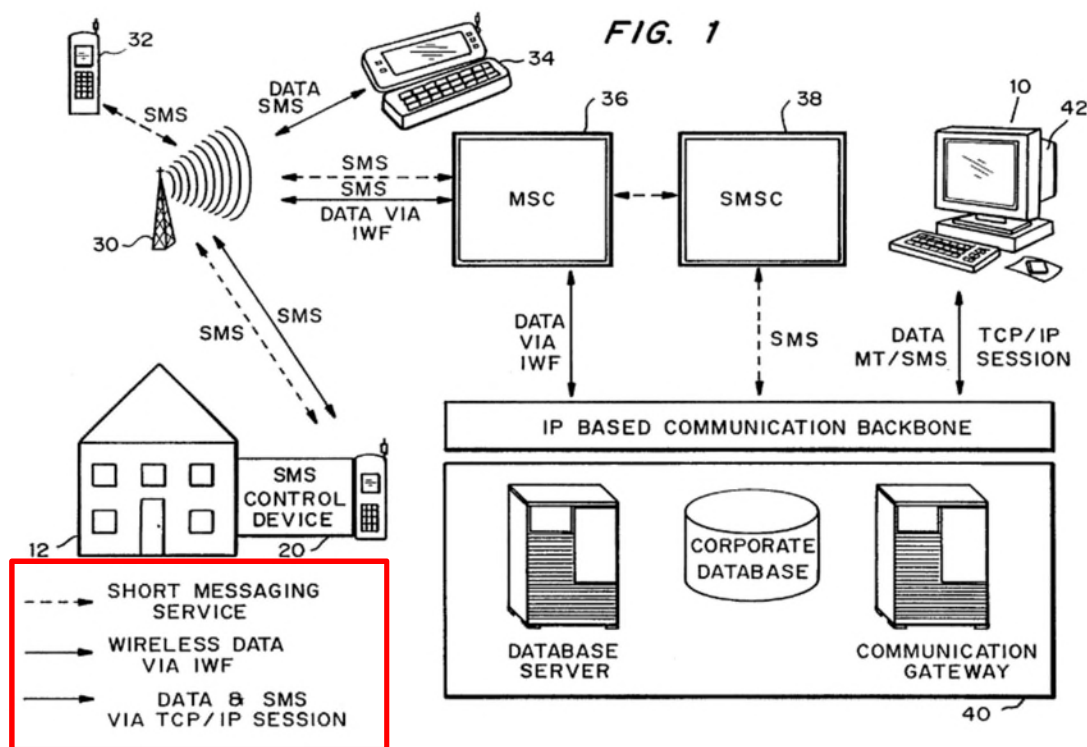 FIG. 1
32
34
DATA
SMS
SMS
36
38
10
42
SMS
SMS
DATA VIA
IWF
MSC
SMSC
30
SMS
SMS
DATA
VIA
IWF
SMS
DATA
MT/SMS
TCP/IP
SESSION
IP BASED COMMUNICATION BACKBONE
SMS
CONTROL
DEVICE
12
20
CORPORATE
DATABASE
DATABASE
SERVER
COMMUNICATION
GATEWAY
40
SHORT MESSAGING
SERVICE
WIRELESS DATA
VIA IWF
DATA & SMS
VIA TCP/IP SESSION